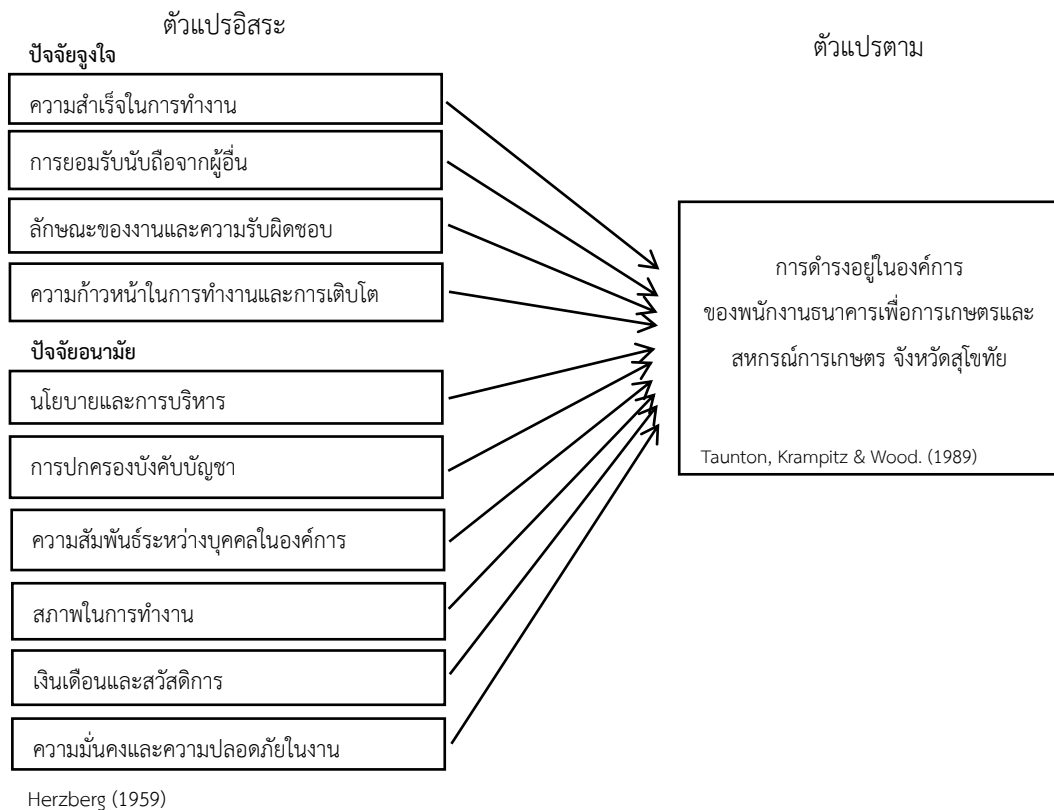 ตัวแปรอิสระ
ปัจจัยจูงใจ
ความสำเร็จในการทำงาน
การยอมรับนับถือจากผู้อื่น
ลักษณะของงานและความรับผิดชอบ
ความก้าวหน้าในการทำงานและการเติบโต
ปัจจัยอนามัย
นโยบายและการบริหาร
การปกครองบังคับบัญชา
ความสัมพันธ์ระหว่างบุคคลในองค์การ
สภาพในการทำงาน
เงินเดือนและสวัสดิการ
ความมั่นคงและความปลอดภัยในงาน
Herzberg (1959)
ตัวแปรตาม
การดำรงอยู่ในองค์การ
ของพนักงานธนาคารเพื่อการเกษตรและ
สหกรณ์การเกษตร จังหวัดสุโขทัย
Taunton, Krampitz & Wood. (1989)